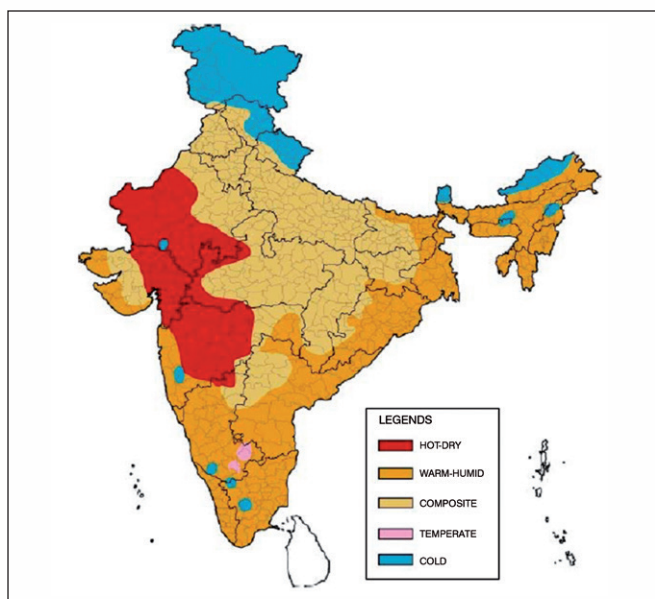 LEGENDS
HOT-DRY
WARM-HUMID
COMPOSITE
TEMPERATE
COLD